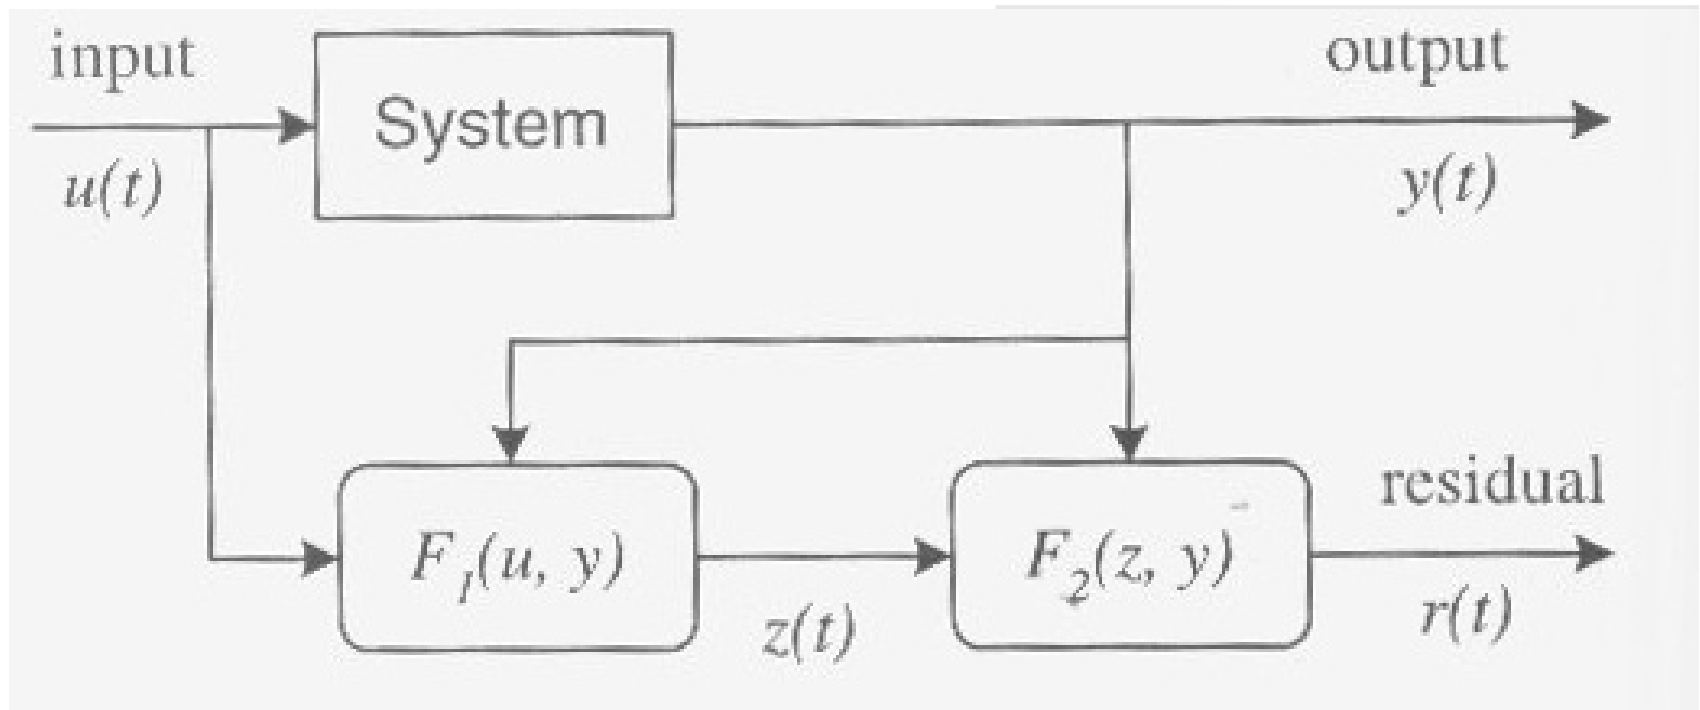 input
output
System
u(t)
y(t)
residual
F1(u, y)
F2(z, y)
z(t)
r(t)